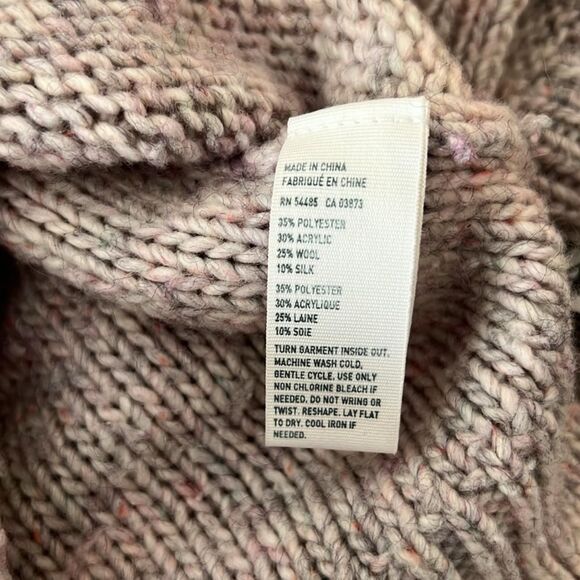 MADE IN CHINA
FABRIQUÉ EN CHINE
RN 54485 CA 03873
35% POLYESTER
30% ACRYLIC
25% WOOL
10% SILK
35% POLYESTER
30% ACRYLIQUE
25% LAINE
10% SOIE
TURN GARMENT INSIDE OUT.
MACHINE WASH COLD,
GENTLE CYCLE. USE ONLY
NON CHLORINE BLEACH IF
NEEDED. DO NOT WRING OR
TWIST. RESHAPE. LAY FLAT
TO DRY. COOL IRON IF
NEEDED.